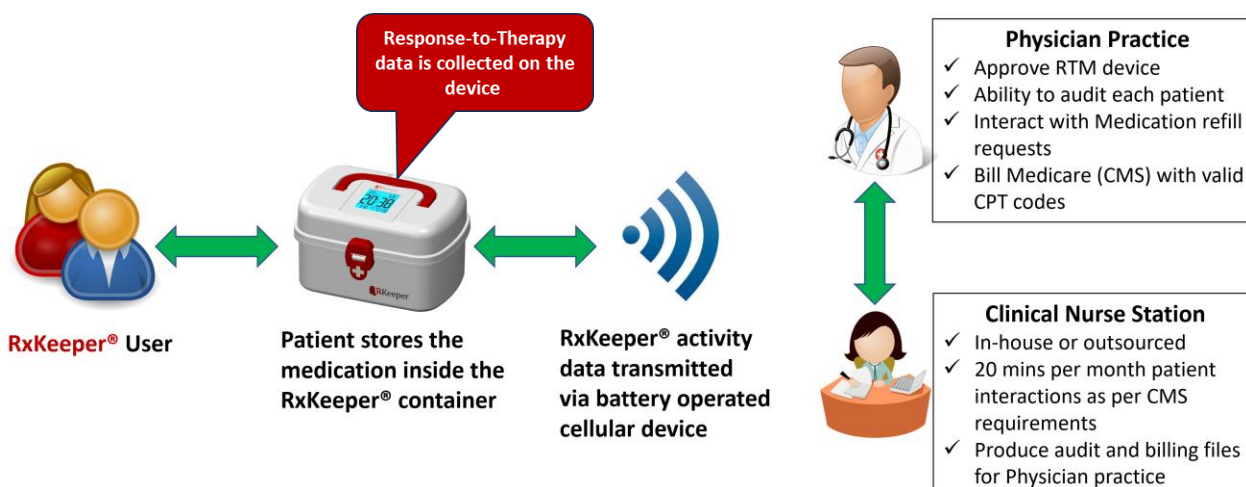 Response-to-Therapy
data is collected on the
device
20:38
RxKeeper
RxKeeper® User
Patient stores the
medication inside the
RxKeeper® container
RxKeeper® activity
data transmitted
via battery operated
cellular device
Physician Practice
✓ Approve RTM device
✓ Ability to audit each patient
✓ Interact with Medication refill
requests
✓ Bill Medicare (CMS) with valid
CPT codes
Clinical Nurse Station
✓ In-house or outsourced
✓ 20 mins per month patient
interactions as per CMS
requirements
✓ Produce audit and billing files
for Physician practice